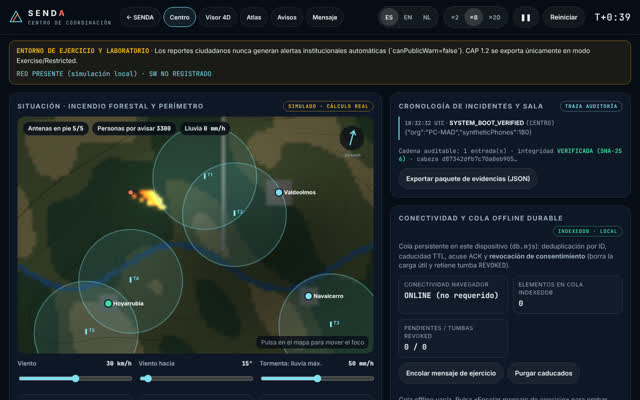 SENDA
CENTRO DE COORDINACIÓN
← SENDA
Centro
Visor 4D
Atlas
Avisos
Mensaje
ES EN NL
×2 ×8 ×20
Reiniciar
T+0:39
ENTORNO DE EJERCICIO Y LABORATORIO · Los reportes ciudadanos nunca generan alertas institucionales automáticas (`canPublicWarn=false`). CAP 1.2 se exporta únicamente en modo
Exercise/Restricted.
RED PRESENTE (simulación local) · SW NO REGISTRADO
SITUACIÓN · INCENDIO FORESTAL Y PERÍMETRO
SIMULADO · CÁLCULO REAL
Antenas en pie 5/5
Personas por avisar 3300
Lluvia 0 mm/h
T1
T2
Valdeolmos
T4
Hoyarrubia
Navalcerro
T3
T5
Pulsa en el mapa para mover el foco
Viento 30 km/h
Viento hacia 15°
Tormenta: lluvia máx. 50 mm/h
CRONOLOGÍA DE INCIDENTES Y SALA
TRAZA AUDITORÍA
18:32:32 UTC · SYSTEM_BOOT_VERIFIED (CENTRO)
{"org":"PC-MAD","syntheticPhones":180}
Cadena auditable: 1 entrada(s) · integridad VERIFICADA (SHA-25
6) · cabeza d87342dfb7c70a8eb905…
Exportar paquete de evidencias (JSON)
CONECTIVIDAD Y COLA OFFLINE DURABLE
INDEXEDDB · LOCAL
Cola persistente en este dispositivo (db.mjs): deduplicación por ID,
caducidad TTL, acuse ACK y revocación de consentimiento (borra la
carga útil y retiene tumba REVOKED).
CONECTIVIDAD NAVEGADOR
ONLINE (no requerido)
ELEMENTOS EN COLA
INDEXEDDB
0
PENDIENTES / TUMBAS
REVOKED
0 / 0
Encolar mensaje de ejercicio
Purgar caducados